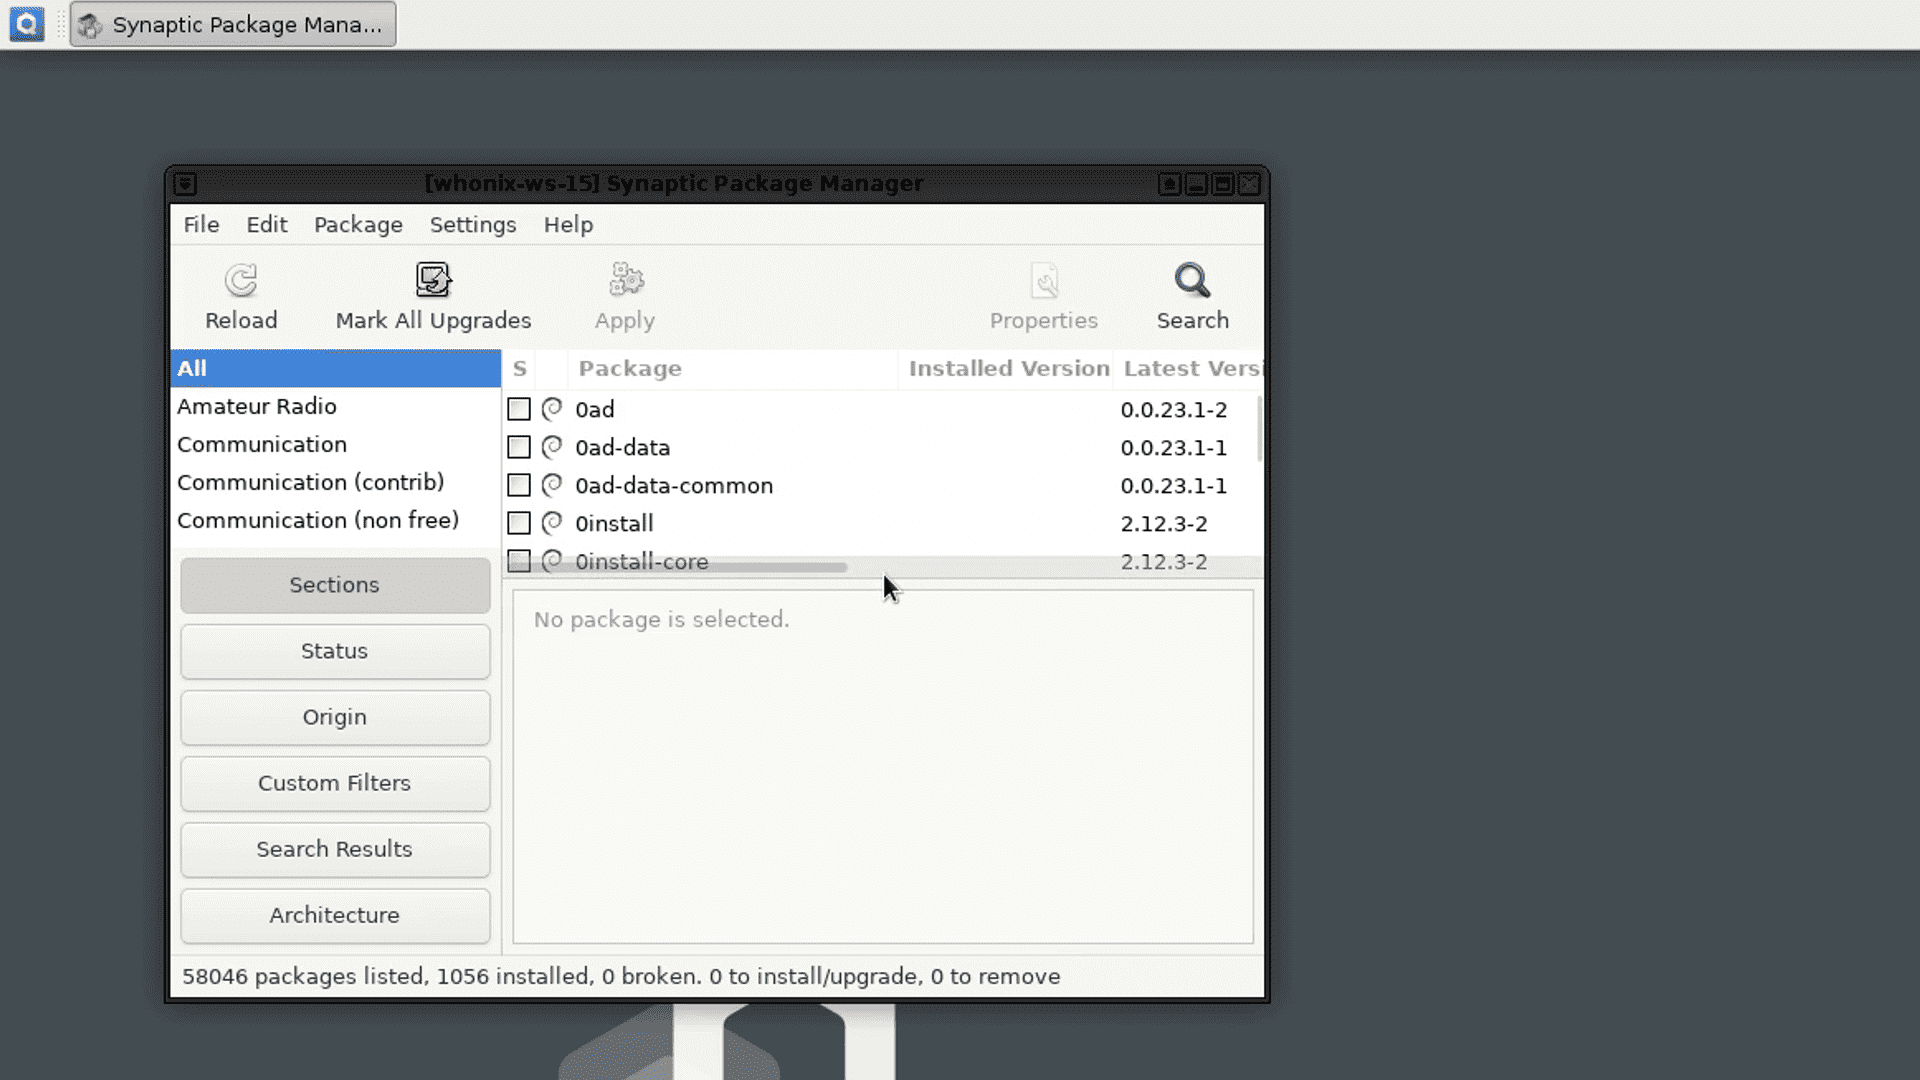 Synaptic Package Mana...
[whonix-ws-15] Synaptic Package Manager
File Edit Package Settings Help
Reload Mark All Upgrades Apply Properties Search
All
Amateur Radio
Communication
Communication (contrib)
Communication (non free)
Sections
Status
Origin
Custom Filters
Search Results
Architecture
S Package Installed Version Latest Versi
0ad 0.0.23.1-2
0ad-data 0.0.23.1-1
0ad-data-common 0.0.23.1-1
0install 2.12.3-2
0install-core 2.12.3-2
No package is selected.
58046 packages listed, 1056 installed, 0 broken. 0 to install/upgrade, 0 to remove